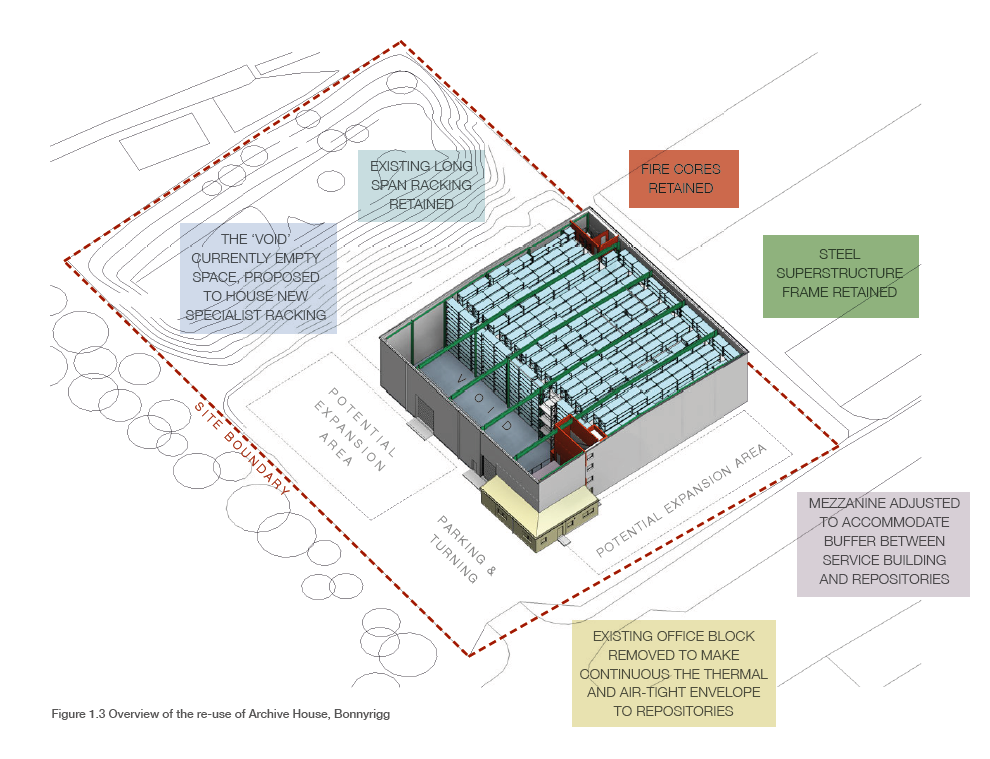 EXISTING LONG
SPAN RACKING
RETAINED
FIRE CORES
RETAINED
THE ‘VOID’
CURRENTLY EMPTY
SPACE, PROPOSED
TO HOUSE NEW
SPECIALIST RACKING
STEEL
SUPERSTRUCTURE
FRAME RETAINED
VOID
POTENTIAL
EXPANSION
AREA
SITE BOUNDARY
POTENTIAL EXPANSION AREA
PARKING &
TURNING
MEZZANINE ADJUSTED
TO ACCOMMODATE
BUFFER BETWEEN
SERVICE BUILDING
AND REPOSITORIES
EXISTING OFFICE BLOCK
REMOVED TO MAKE
CONTINUOUS THE THERMAL
AND AIR-TIGHT ENVELOPE
TO REPOSITORIES
Figure 1.3 Overview of the re-use of Archive House, Bonnyrigg